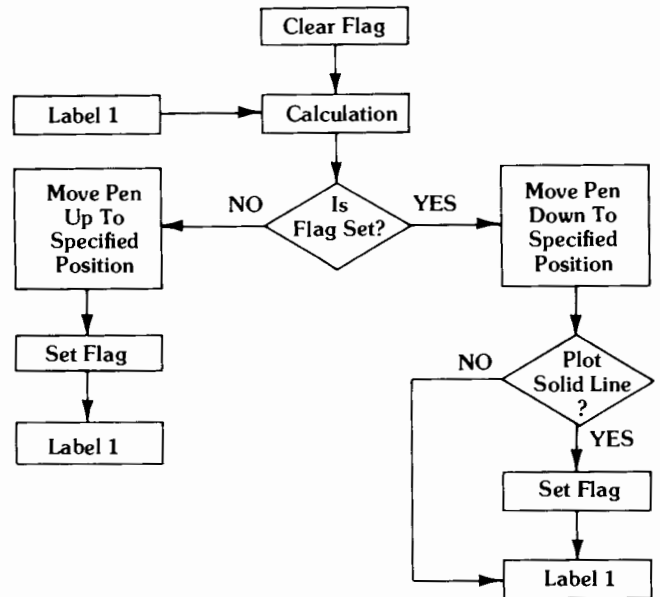 Clear Flag
Label 1
Calculation
Move Pen
Up To
Specified
Position
NO
Is
Flag Set?
YES
Move Pen
Down To
Specified
Position
Set Flag
Label 1
NO
Plot
Solid Line
?
YES
Set Flag
Label 1